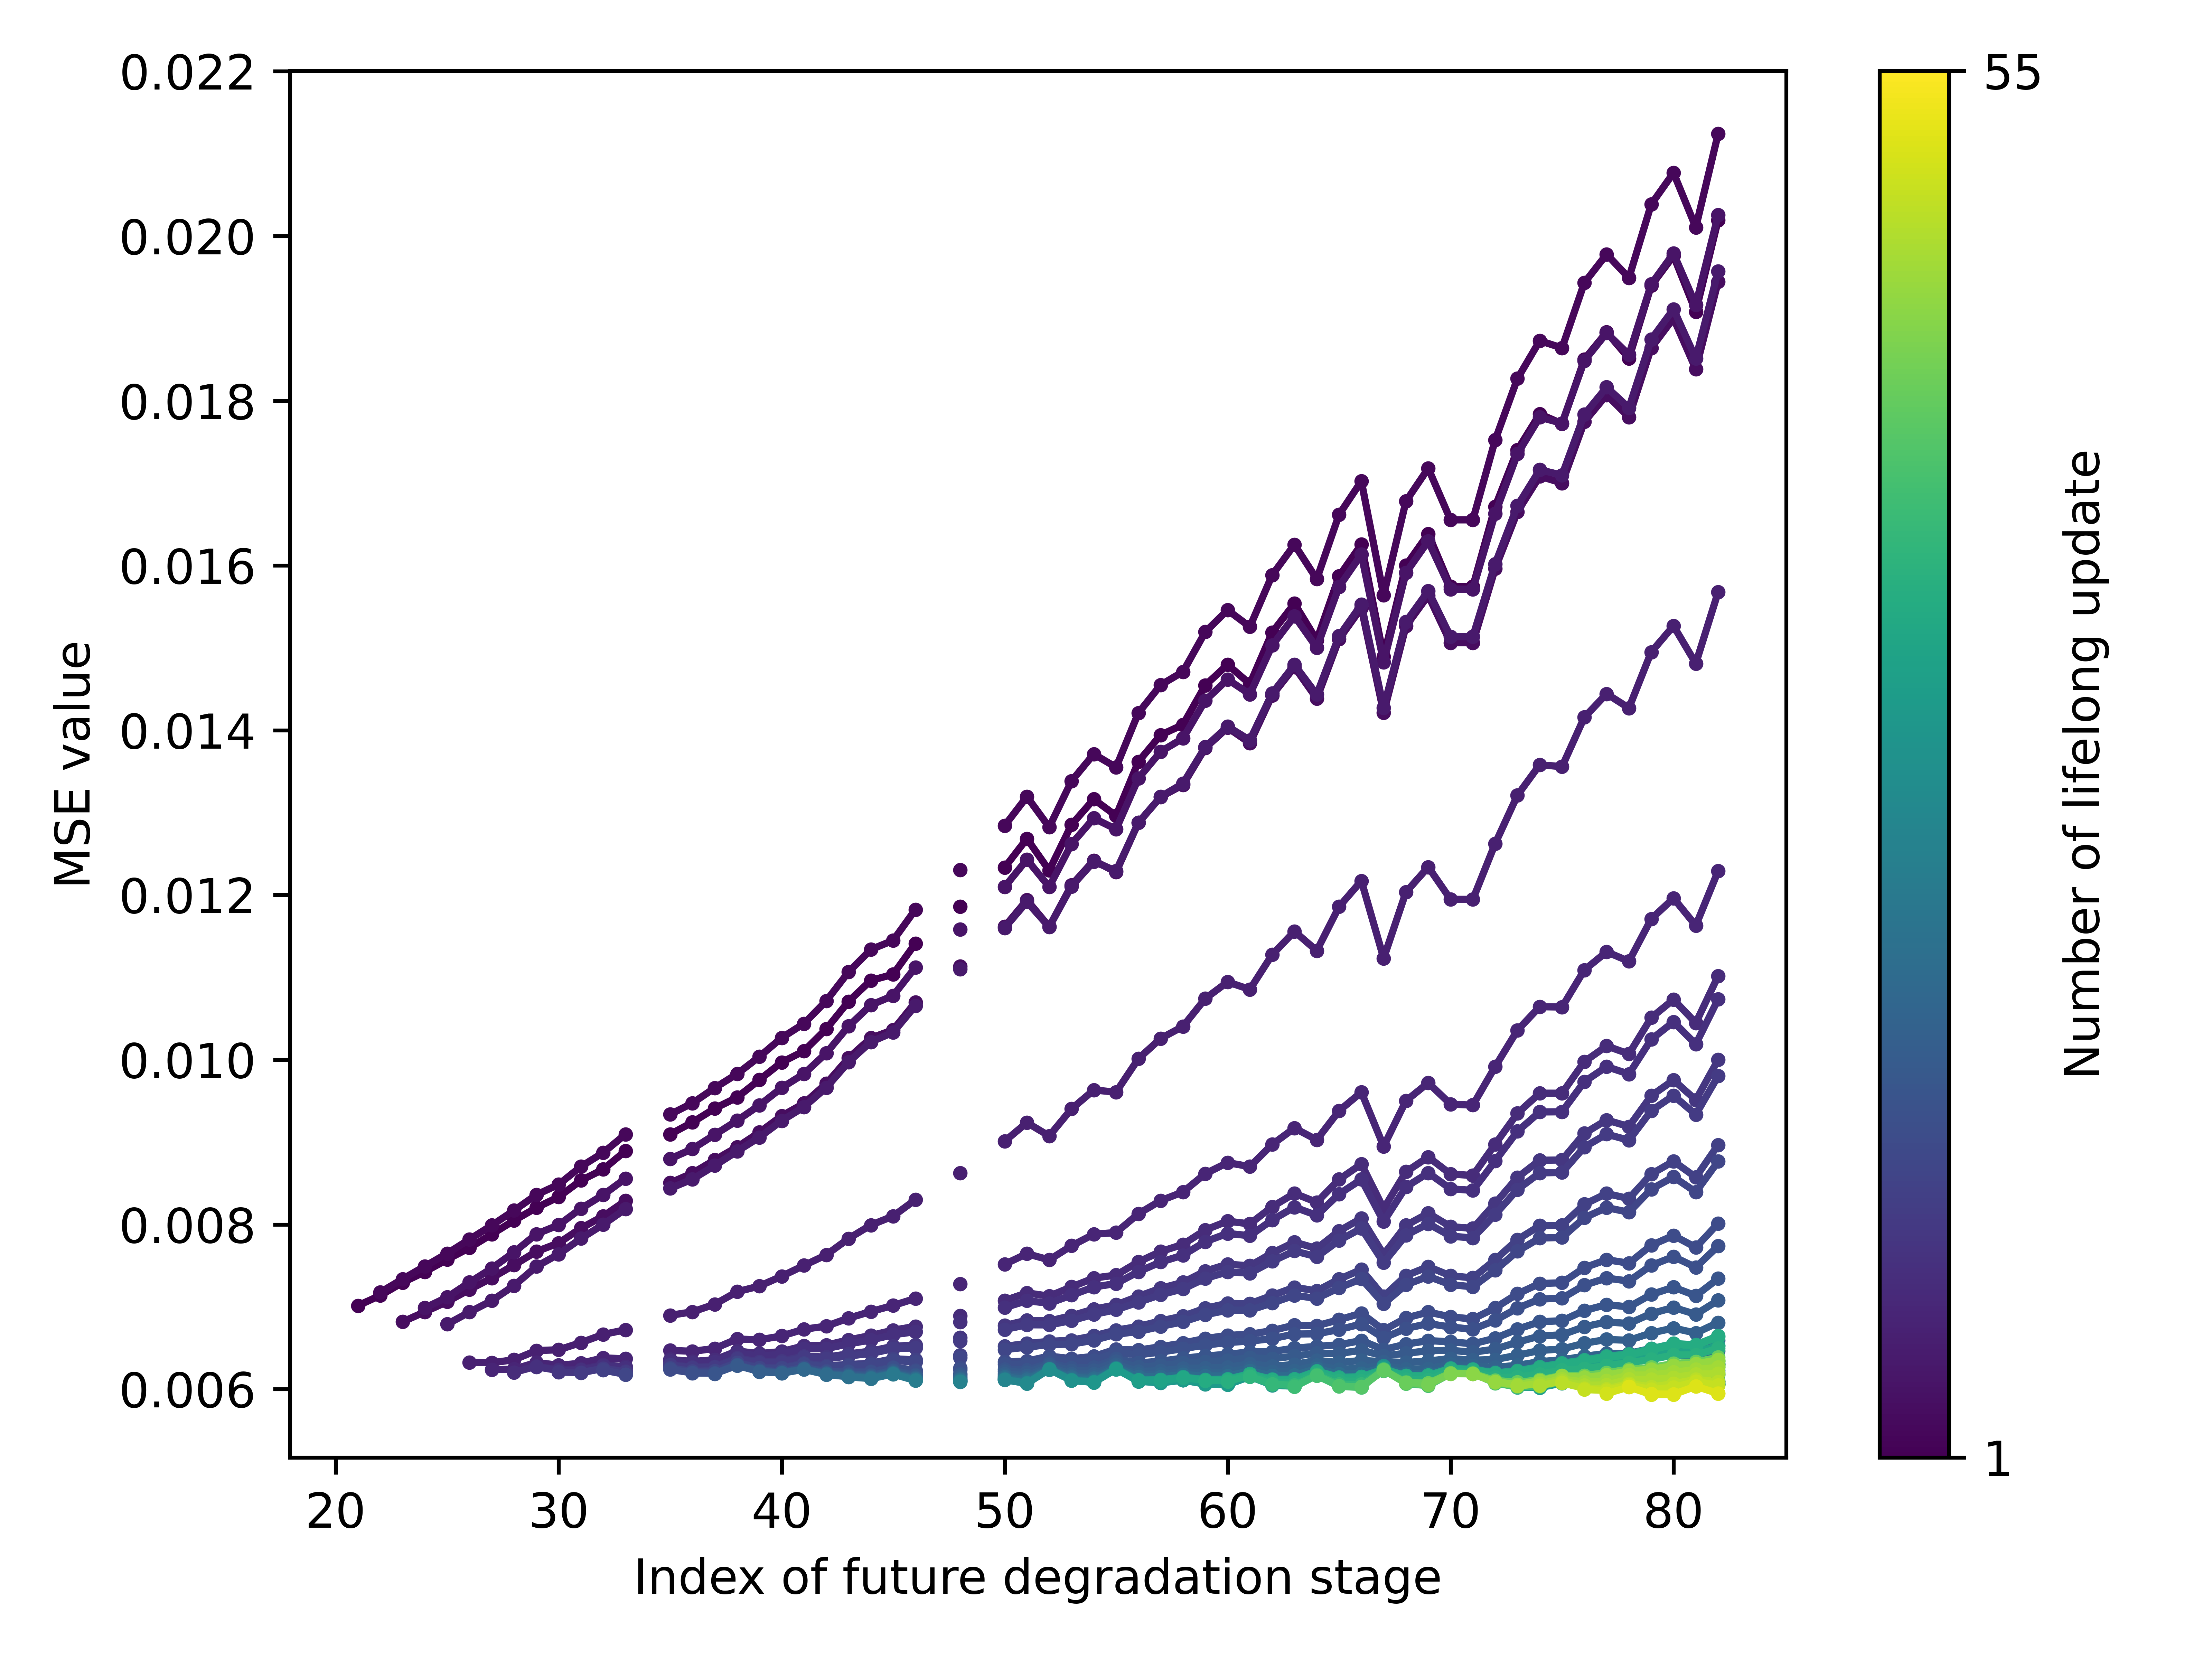 0.022
0.020
0.018
0.016
0.014
0.012
0.010
0.008
0.006
MSE value
20 30 40 50 60 70 80
Index of future degradation stage
55
1
Number of lifelong update